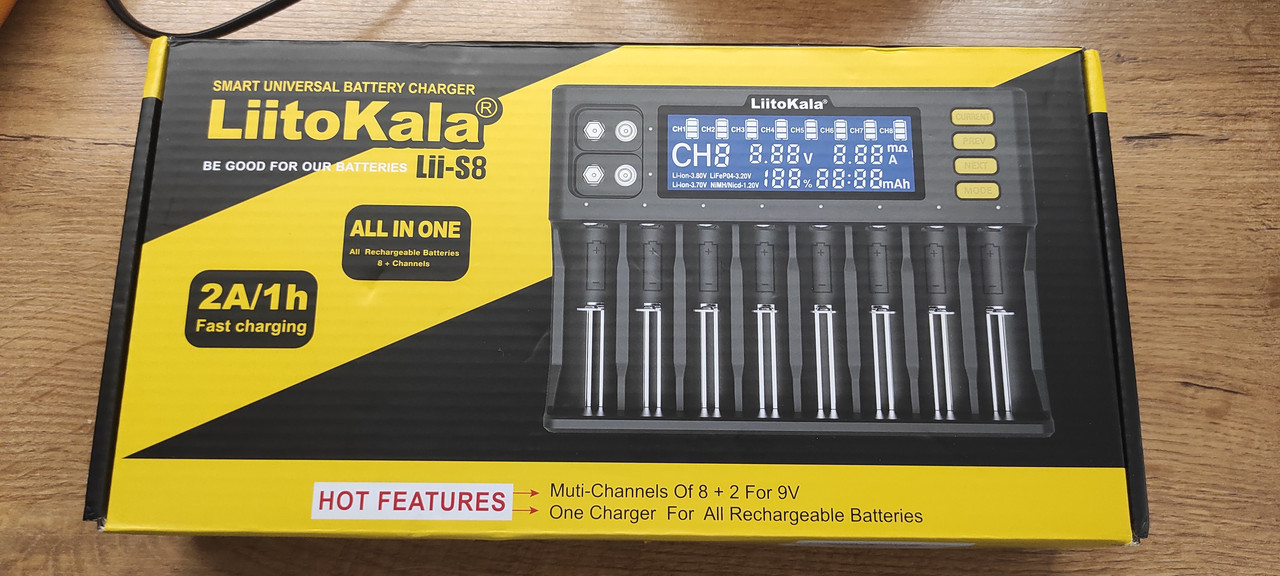 SMART UNIVERSAL BATTERY CHARGER
LiitoKala®
BE GOOD FOR OUR BATTERIES Lii-S8
ALL IN ONE
All Rechargeable Batteries
8 + Channels
2A/1h
Fast charging
LiitoKala®
CH1 CH2 CH3 CH4 CH5 CH6 CH7 CH8
CH8 8.88V 8.88 mΩ A
Li-ion-3.80V LiFePO4-3.20V
Li-ion-3.70V NiMH/Nicd-1.20V 188% 88:88mAh
CURRENT
PREV
NEXT
MODE
HOT FEATURES
Muti-Channels Of 8 + 2 For 9V
One Charger For All Rechargeable Batteries